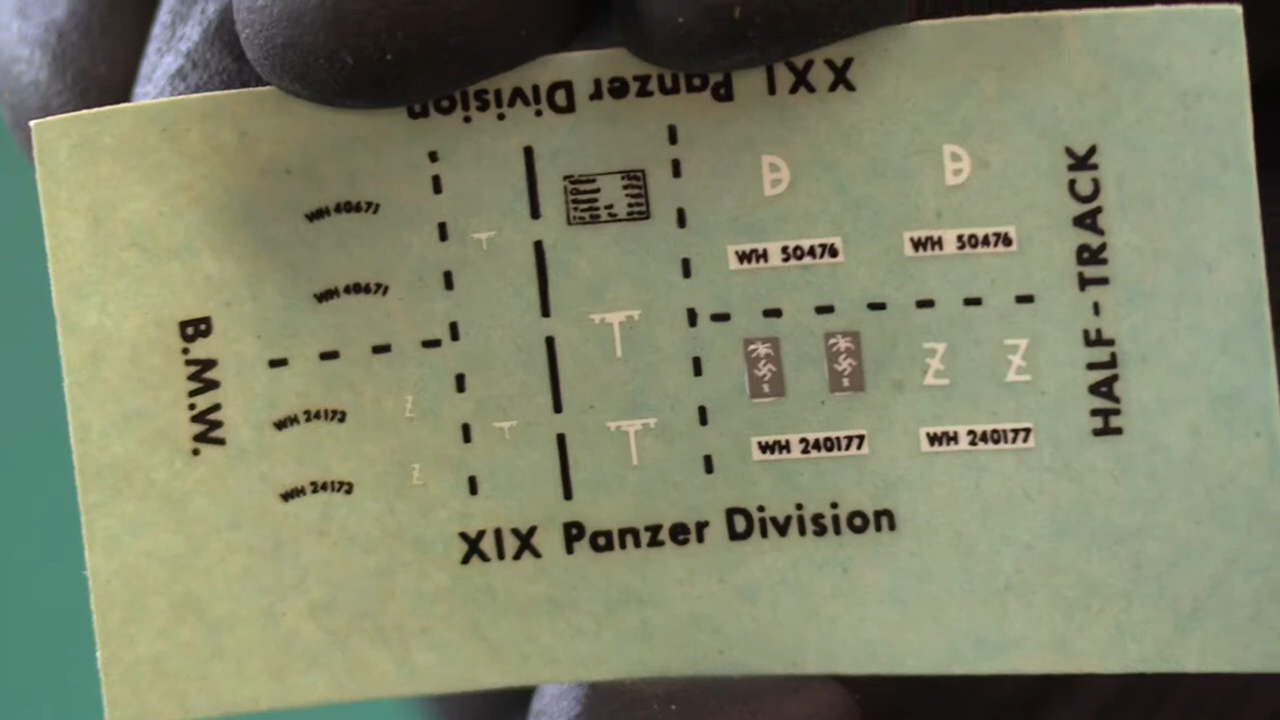 XXI Panzer Division
WH 40671
WH 40671
WH 50476
WH 50476
B.M.W.
HALF-TRACK
WH 24173
Z
WH 24173
Z
Z
Z
WH 240177
WH 240177
XIX Panzer Division